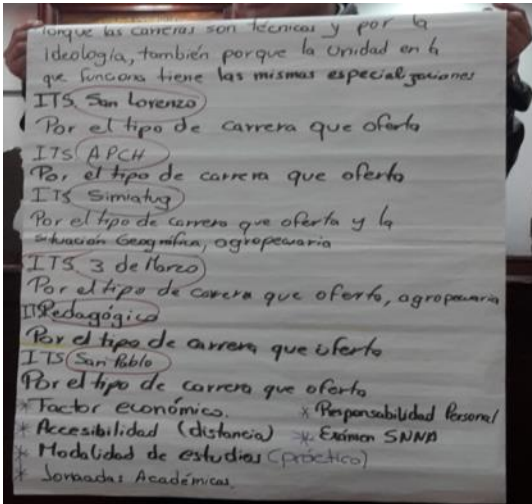 Porque las carreras son técnicas y por la
ideología, también porque la Unidad en la
que funciona tiene las mismas especializaciones
ITS. San Lorenzo
Por el tipo de carrera que oferta
ITS APCH
Por el tipo de carrera que oferta
ITS Simiatug
Por el tipo de carrera que oferta y la
situación Geográfica, agropecuaria
ITS. 3 de Marzo
Por el tipo de carrera que oferta, agropecuaria
ITS Pedagógico
Por el tipo de carrera que oferta
ITS San Pablo
Por el tipo de carrera que oferta
* Factor económico. * Responsabilidad Personal
* Accesibilidad (distancia) * Exámen SNNA
* Modalidad de estudios (práctico)
* Jornadas Académicas.